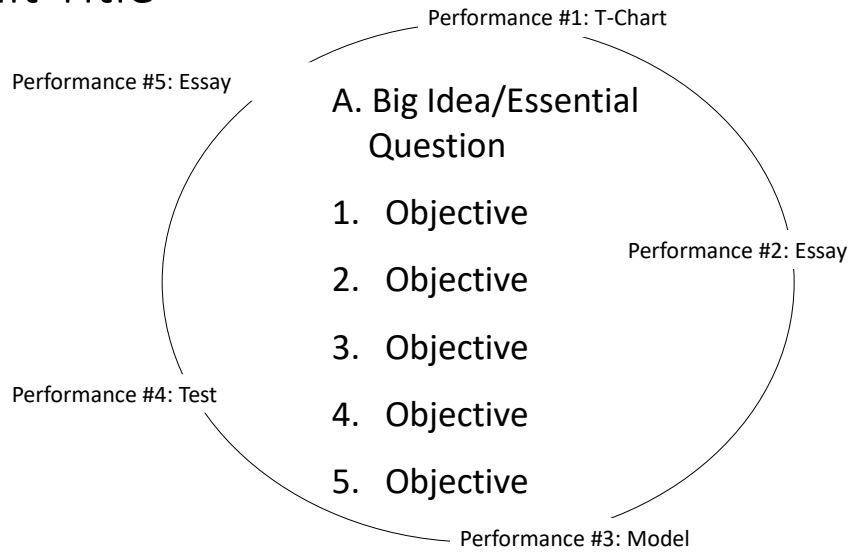 Performance #1: T-Chart
Performance #5: Essay
A. Big Idea/Essential
Question
1. Objective
2. Objective
Performance #2: Essay
3. Objective
4. Objective
Performance #4: Test
5. Objective
Performance #3: Model